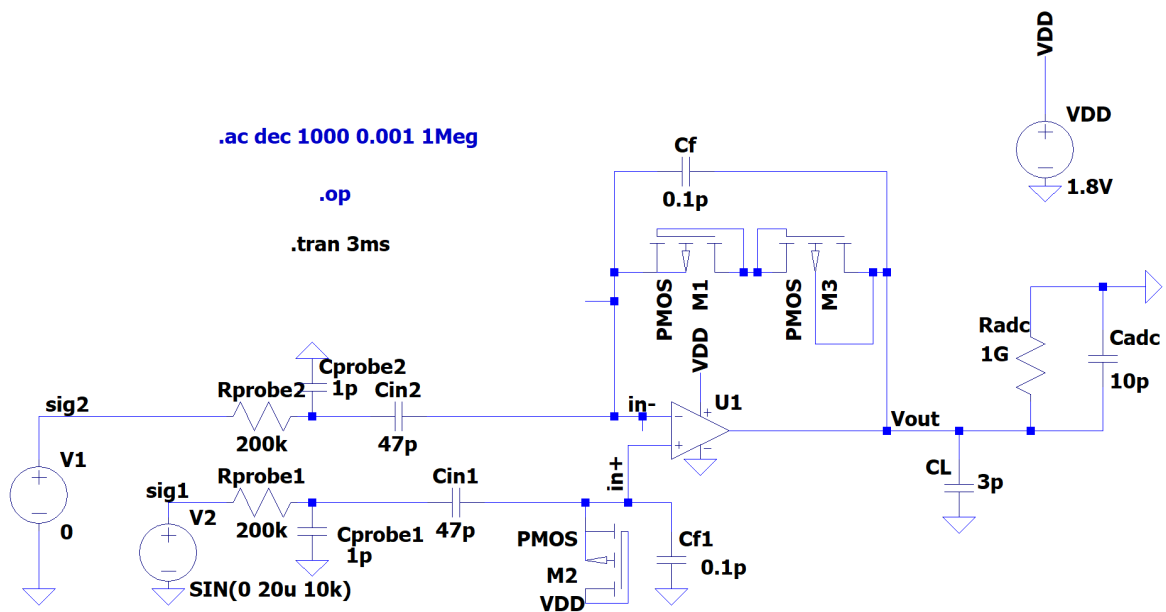 .ac dec 1000 0.001 1Meg
.op
.tran 3ms
VDD
VDD
1.8V
Cf
0.1p
PMOS
M1
PMOS
M3
VDD
Radc
1G
Cadc
10p
Cprobe2
1p
Rprobe2
200k
Cin2
47p
sig2
in-
U1
Vout
V1
0
sig1
V2
SIN(0 20u 10k)
Rprobe1
200k
Cin1
47p
in+
Cprobe1
1p
PMOS
M2
VDD
Cf1
0.1p
CL
3p